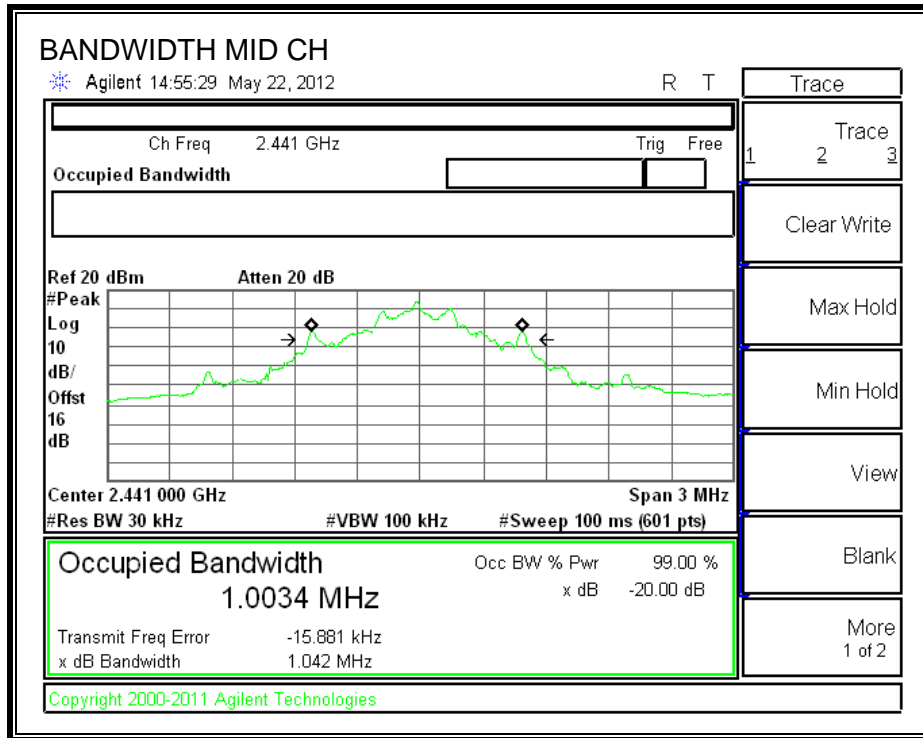 BANDWIDTH MID CH
Agilent 14:55:29 May 22, 2012 R T
Trace
Ch Freq 2.441 GHz Trig Free
Occupied Bandwidth
Trace
1 2 3
Clear Write
Ref 20 dBm Atten 20 dB
#Peak
Log
10
dB/
Offst
16
dB
Max Hold
Min Hold
View
Center 2.441 000 GHz Span 3 MHz
#Res BW 30 kHz #VBW 100 kHz #Sweep 100 ms (601 pts)
Occupied Bandwidth Occ BW % Pwr 99.00 %
1.0034 MHz x dB -20.00 dB
Transmit Freq Error -15.881 kHz
x dB Bandwidth 1.042 MHz
Blank
More
1 of 2
Copyright 2000-2011 Agilent Technologies